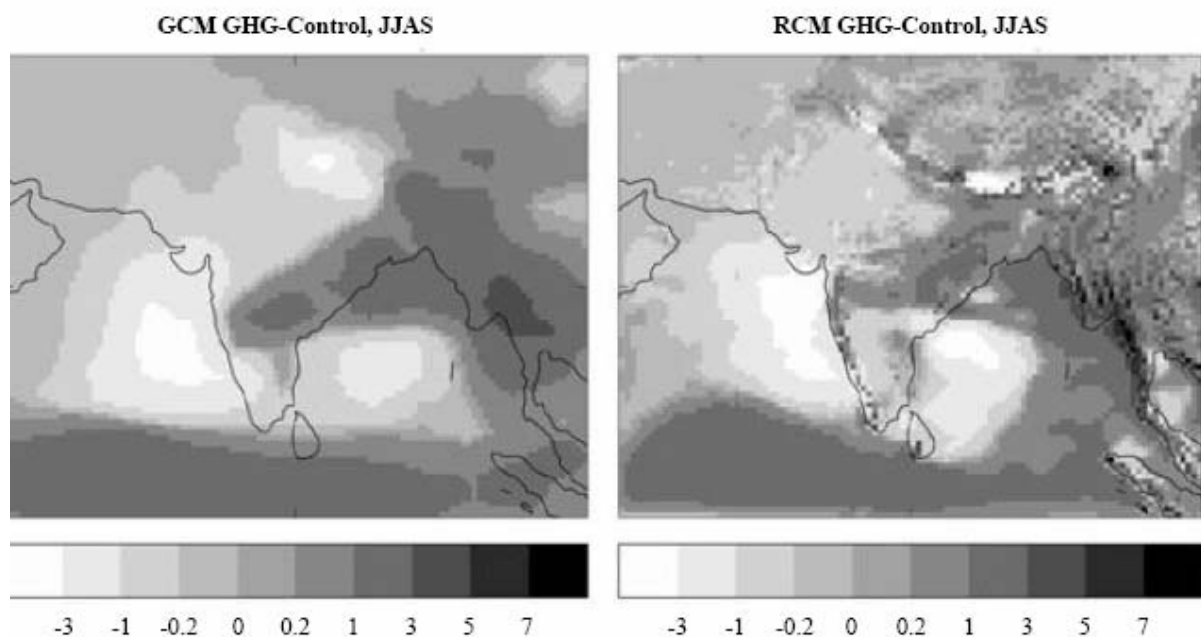 GCM GHG-Control, JJAS
RCM GHG-Control, JJAS
-3 -1 -0.2 0 0.2 1 3 5 7
-3 -1 -0.2 0 0.2 1 3 5 7